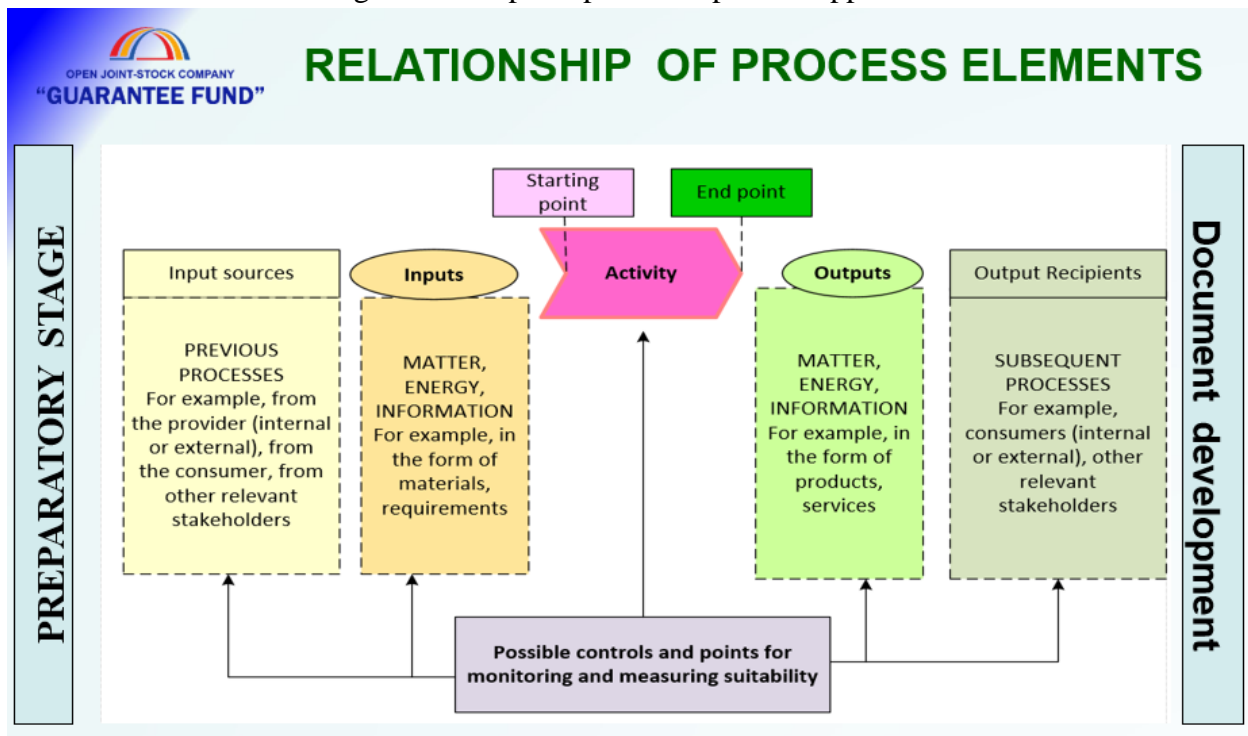 OPEN JOINT-STOCK COMPANY
"GUARANTEE FUND"
RELATIONSHIP OF PROCESS ELEMENTS
PREPARATORY STAGE
Starting
point
End point
Input sources
Inputs
Activity
Outputs
Output Recipients
PREVIOUS
PROCESSES
For example, from
the provider (internal
or external), from
the consumer, from
other relevant
stakeholders
MATTER,
ENERGY,
INFORMATION
For example, in
the form of
materials,
requirements
MATTER,
ENERGY,
INFORMATION
For example, in
the form of
products,
services
SUBSEQUENT
PROCESSES
For example,
consumers (internal
or external), other
relevant
stakeholders
Possible controls and points for
monitoring and measuring suitability
Document development